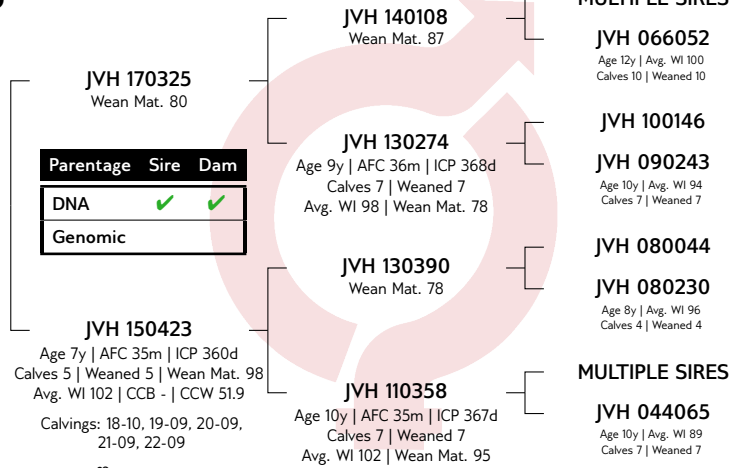 MULTIPLE SIRES
JVH 140108
Wean Mat. 87
JVH 066052
Age 12y | Avg. WI 100
Calves 10 | Weaned 10
JVH 170325
Wean Mat. 80
JVH 100146
JVH 130274
Age 9y | AFC 36m | ICP 368d
Calves 7 | Weaned 7
Avg. WI 98 | Wean Mat. 78
JVH 090243
Age 10y | Avg. WI 94
Calves 7 | Weaned 7
Parentage Sire Dam
DNA ✔ ✔
Genomic
JVH 080044
JVH 130390
Wean Mat. 78
JVH 080230
Age 8y | Avg. WI 96
Calves 4 | Weaned 4
JVH 150423
Age 7y | AFC 35m | ICP 360d
Calves 5 | Weaned 5 | Wean Mat. 98
Avg. WI 102 | CCB - | CCW 51.9
Calvings: 18-10, 19-09, 20-09,
21-09, 22-09
MULTIPLE SIRES
JVH 110358
Age 10y | AFC 35m | ICP 367d
Calves 7 | Weaned 7
Avg. WI 102 | Wean Mat. 95
JVH 044065
Age 10y | Avg. WI 89
Calves 7 | Weaned 7